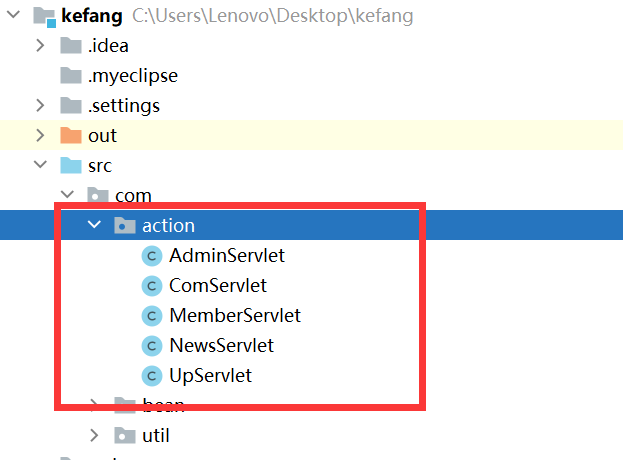 kefang C:\Users\Lenovo\Desktop\kefang
.idea
.myeclipse
.settings
out
src
com
action
AdminServlet
ComServlet
MemberServlet
NewsServlet
UpServlet
bean
util